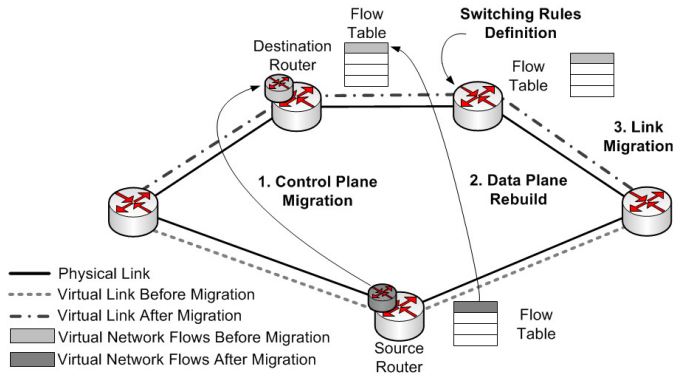 Flow
Table
Switching Rules
Definition
Destination
Router
Flow
Table
3. Link
Migration
1. Control Plane
Migration
2. Data Plane
Rebuild
Physical Link
Virtual Link Before Migration
Virtual Link After Migration
Virtual Network Flows Before Migration
Virtual Network Flows After Migration
Flow
Table
Source
Router